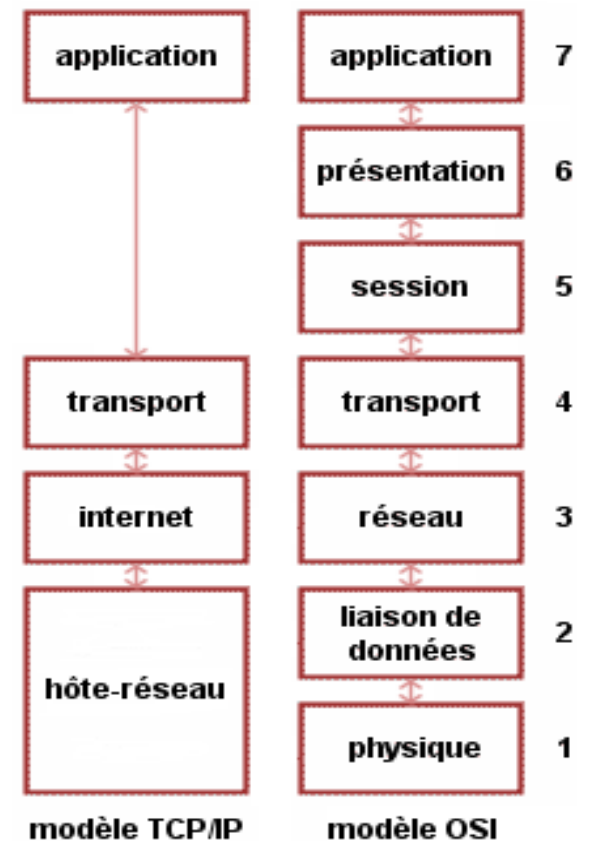 application
application 7
présentation 6
session 5
transport
transport 4
internet
réseau 3
liaison de
données
2
hôte-réseau
physique 1
modèle TCP/IP
modèle OSI